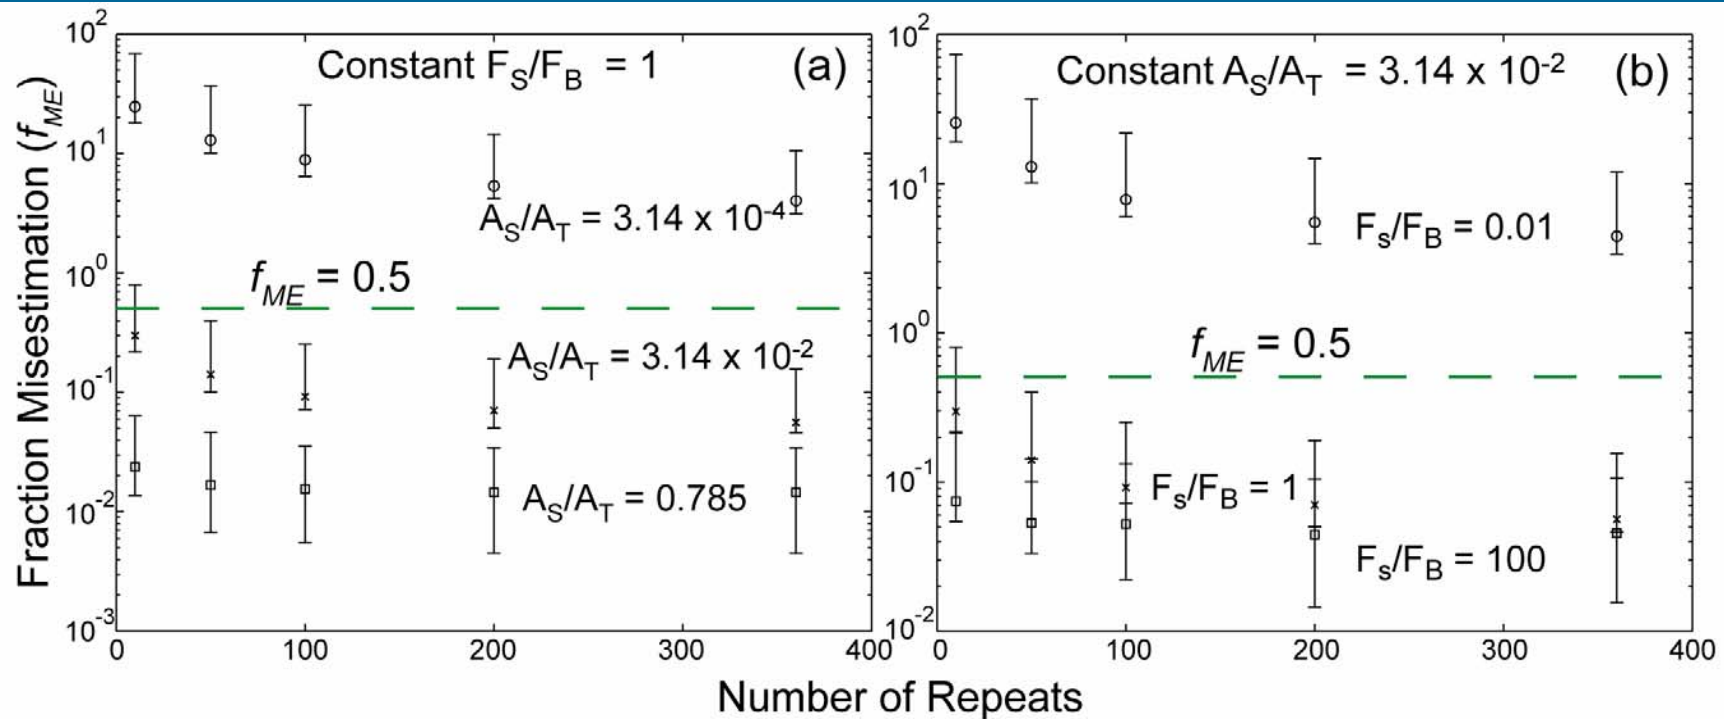 Fraction Misestimation (f_ME)
10^2
10^1
10^0
10^-1
10^-2
10^-3
Constant F_S/F_B = 1
(a)
A_S/A_T = 3.14 x 10^-4
f_ME = 0.5
A_S/A_T = 3.14 x 10^-2
A_S/A_T = 0.785
0 100 200 300 400
10^2
10^1
10^0
10^-1
10^-2
Constant A_S/A_T = 3.14 x 10^-2
(b)
F_s/F_B = 0.01
f_ME = 0.5
F_s/F_B = 1
F_s/F_B = 100
0 100 200 300 400
Number of Repeats